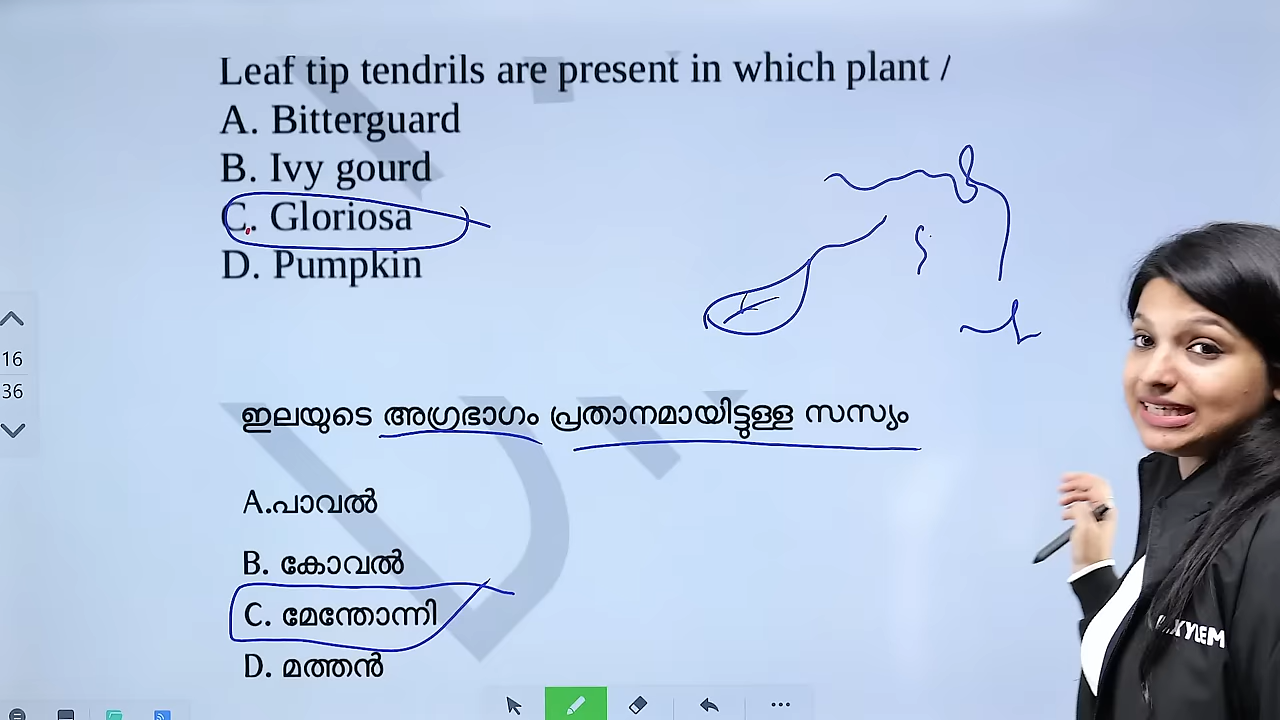 Leaf tip tendrils are present in which plant /
A. Bitterguard
B. Ivy gourd
C. Gloriosa
D. Pumpkin
16
36
ഇലയുടെ അഗ്രഭാഗം പ്രതാനമായിട്ടുള്ള സസ്യം
A.പാവൽ
B. കോവൽ
C. മേന്തോന്നി
D. മത്തൻ
XYLEM